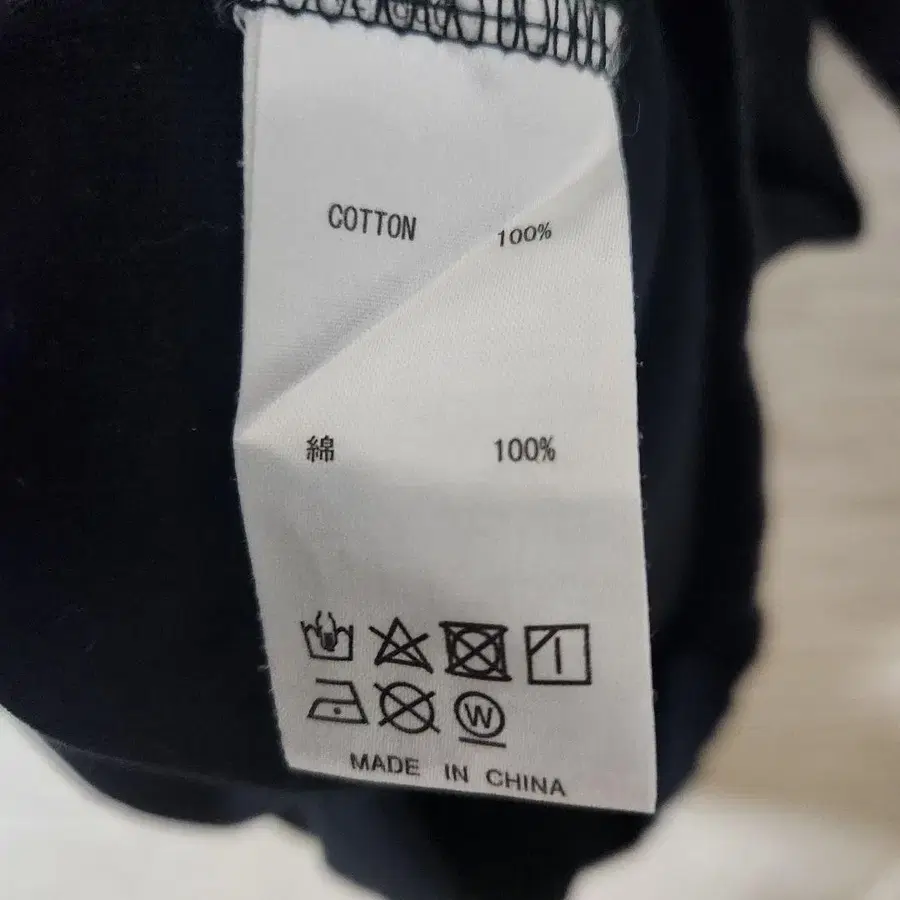 COTTON 100%
綿 100%
W
MADE IN CHINA